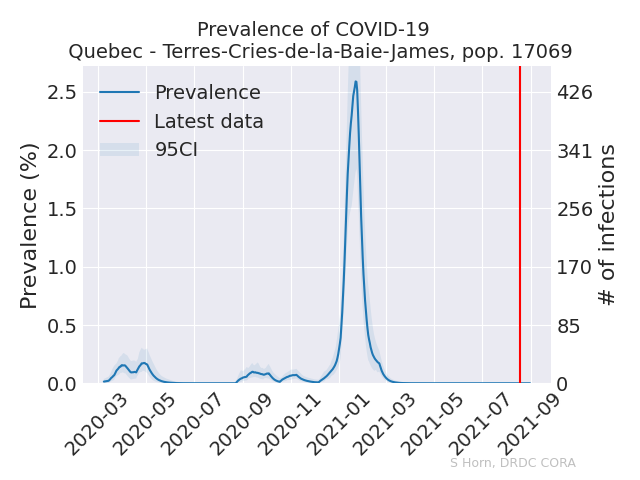 Prevalence of COVID-19
Quebec - Terres-Cries-de-la-Baie-James, pop. 17069
Prevalence
Latest data
95CI
Prevalence (%)
2.5
2.0
1.5
1.0
0.5
0.0
426
341
256
170
85
0
# of infections
2020-03
2020-05
2020-07
2020-09
2020-11
2021-01
2021-03
2021-05
2021-07
2021-09
S Horn, DRDC CORA